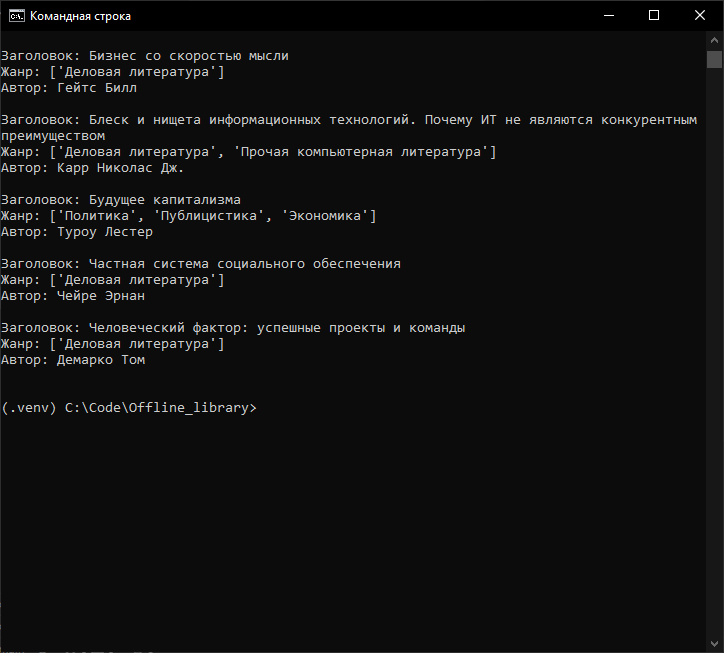 Командная строка
Заголовок: Бизнес со скоростью мысли
Жанр: ['Деловая литература']
Автор: Гейтс Билл
Заголовок: Блеск и нищета информационных технологий. Почему ИТ не являются конкурентным
преимуществом
Жанр: ['Деловая литература', 'Прочая компьютерная литература']
Автор: Карр Николас Дж.
Заголовок: Будущее капитализма
Жанр: ['Политика', 'Публицистика', 'Экономика']
Автор: Туроу Лестер
Заголовок: Частная система социального обеспечения
Жанр: ['Деловая литература']
Автор: Чейре Эрнан
Заголовок: Человеческий фактор: успешные проекты и команды
Жанр: ['Деловая литература']
Автор: Демарко Том
(.venv) C:\Code\Offline_library>